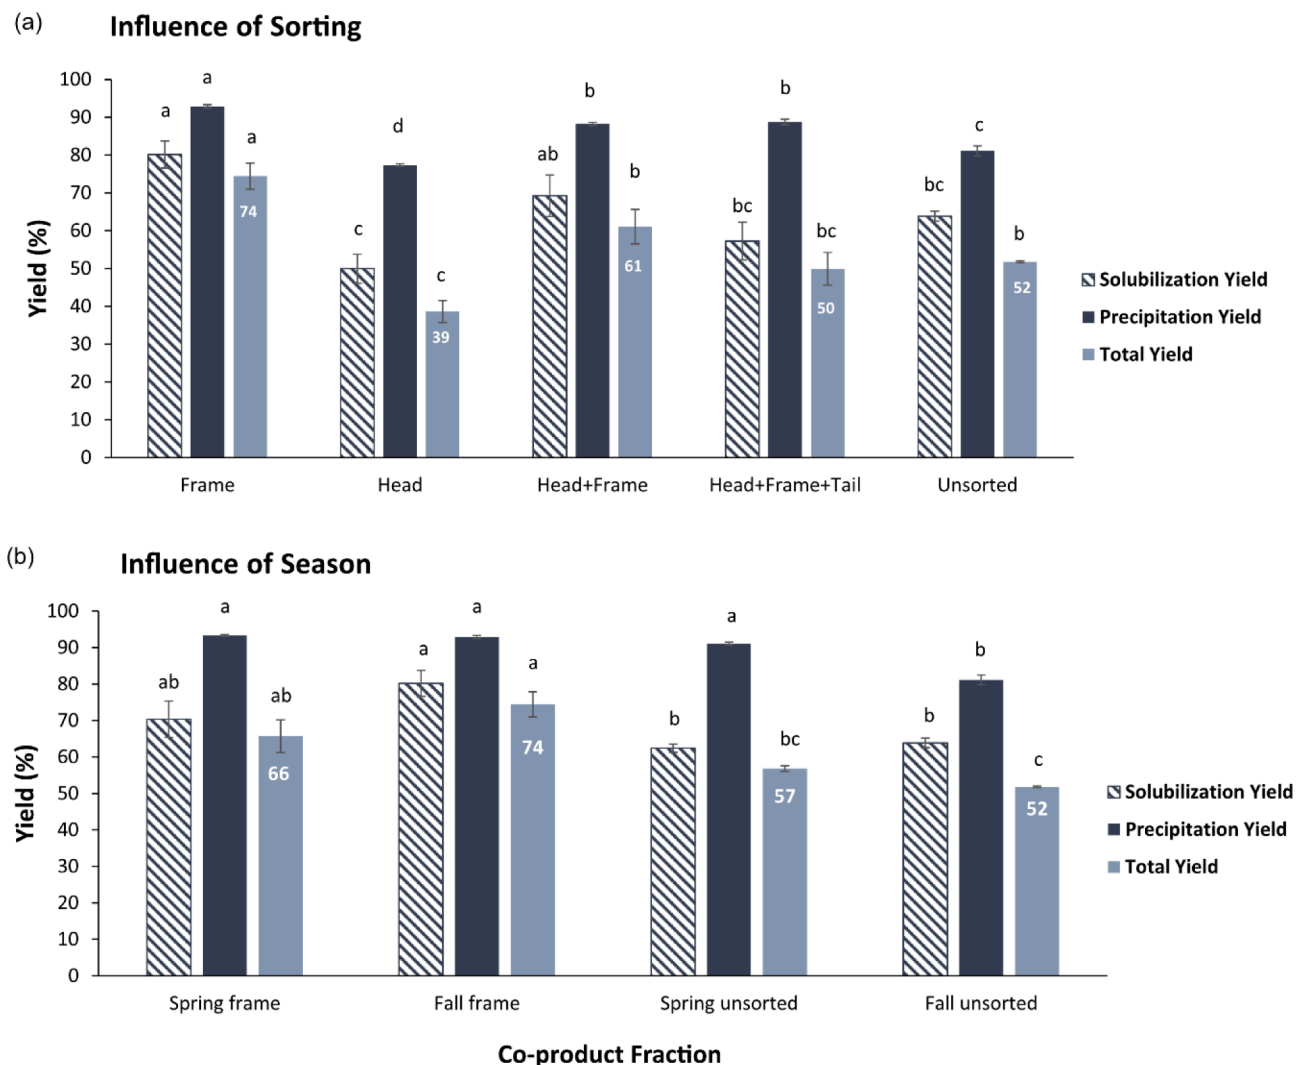 (a)
Influence of Sorting
Yield (%)
100
90
80
70
60
50
40
30
20
10
0
a a a
c d c
ab b b
bc b bc
bc c b
74
39
61
50
52
Frame Head Head+Frame Head+Frame+Tail Unsorted
Solubilization Yield
Precipitation Yield
Total Yield
(b)
Influence of Season
Yield (%)
100
90
80
70
60
50
40
30
20
10
0
ab a ab
a a a
b a bc
b b c
66
74
57
52
Spring frame Fall frame Spring unsorted Fall unsorted
Solubilization Yield
Precipitation Yield
Total Yield
Co-product Fraction